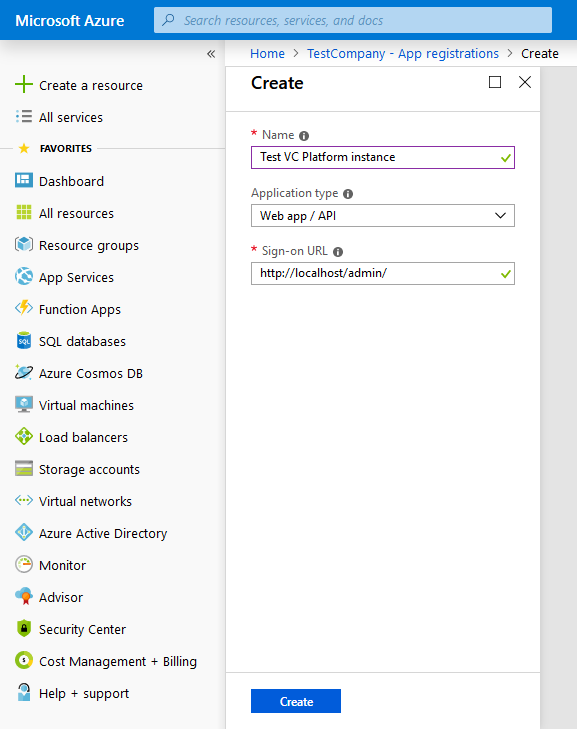 Microsoft Azure
Search resources, services, and docs
«
Home > TestCompany - App registrations > Create
Create a resource
All services
FAVORITES
Dashboard
All resources
Resource groups
App Services
Function Apps
SQL databases
Azure Cosmos DB
Virtual machines
Load balancers
Storage accounts
Virtual networks
Azure Active Directory
Monitor
Advisor
Security Center
Cost Management + Billing
Help + support
Create
* Name
Test VC Platform instance
Application type
Web app / API
* Sign-on URL
http://localhost/admin/
Create